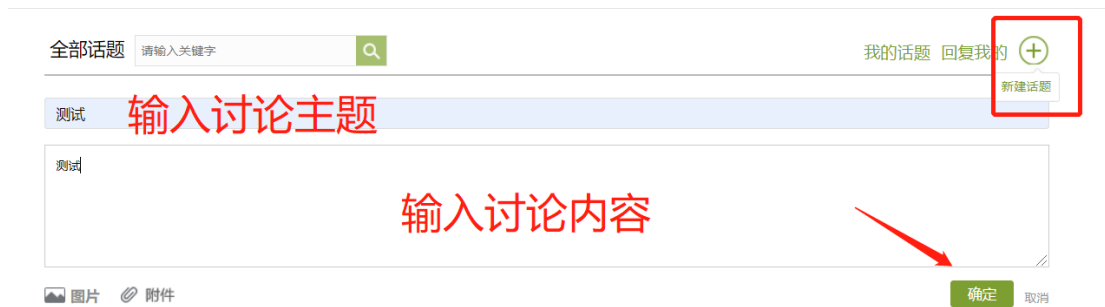 全部话题 请输入关键字 我的话题 回复我的
新建话题
测试 输入讨论主题
测试
输入讨论内容
图片 附件 确定 取消